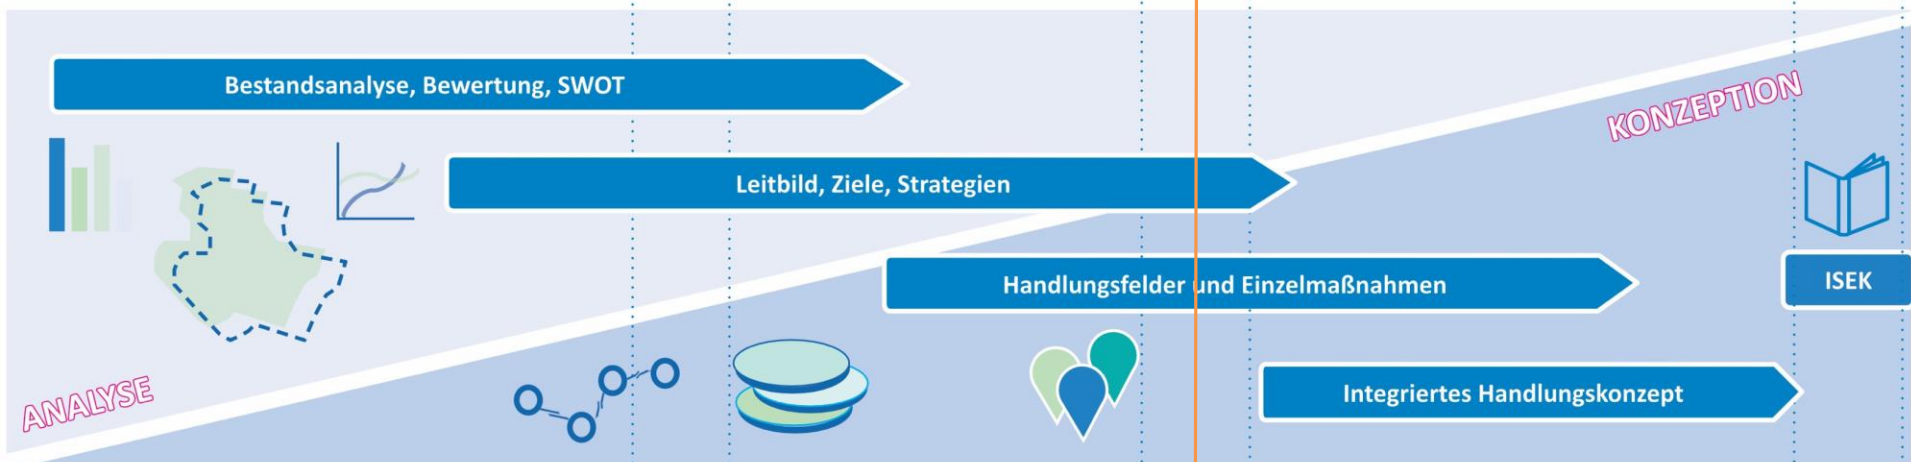 Bestandsanalyse, Bewertung, SWOT
KONZEPTION
Leitbild, Ziele, Strategien
Handlungsfelder und Einzelmaßnahmen
ISEK
ANALYSE
Integriertes Handlungskonzept